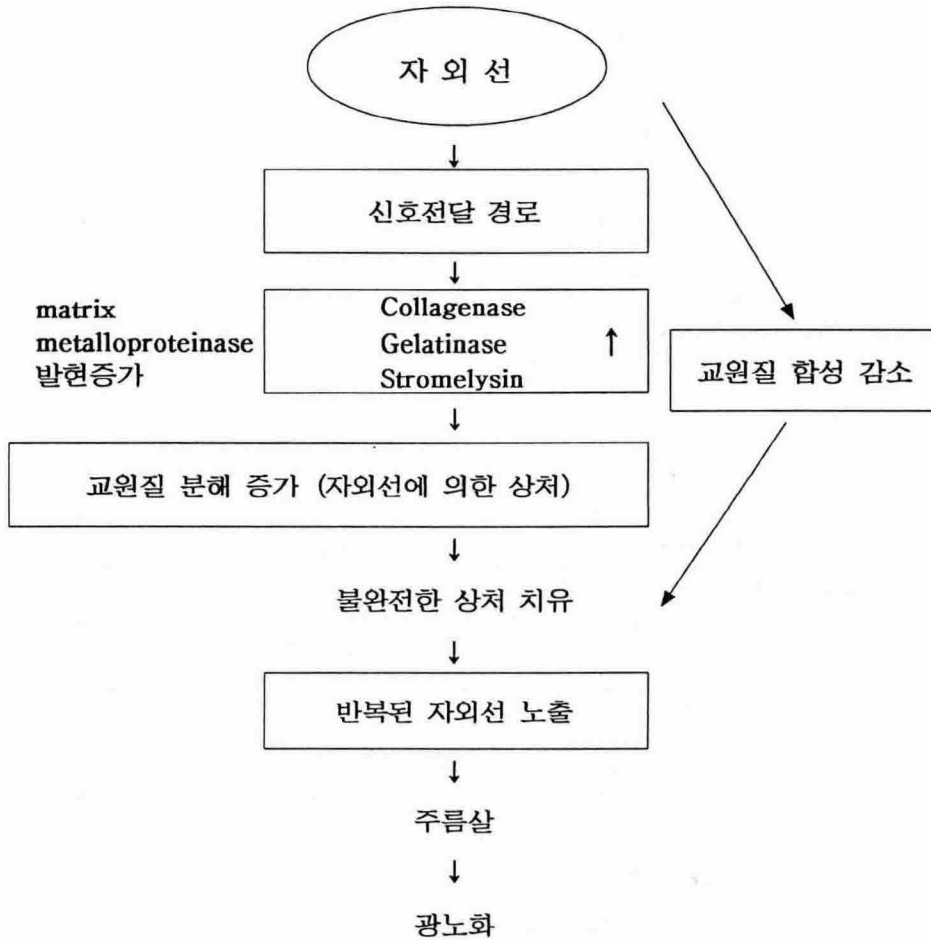 자 외 선
↓
신호전달 경로
↓
matrix
metalloproteinase
발현증가
Collagenase
Gelatinase ↑
Stromelysin
교원질 합성 감소
↓
교원질 분해 증가 (자외선에 의한 상처)
↓
불완전한 상처 치유
↓
반복된 자외선 노출
↓
주름살
↓
광노화